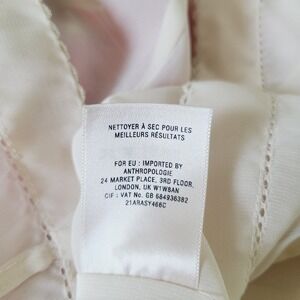 NETTOYER À SEC POUR LES
MEILLEURS RÉSULTATS
FOR EU : IMPORTED BY
ANTHROPOLOGIE
24 MARKET PLACE, 3RD FLOOR,
LONDON, UK W1W8AN
CIF : VAT No. GB 684936382
21ARASY466C